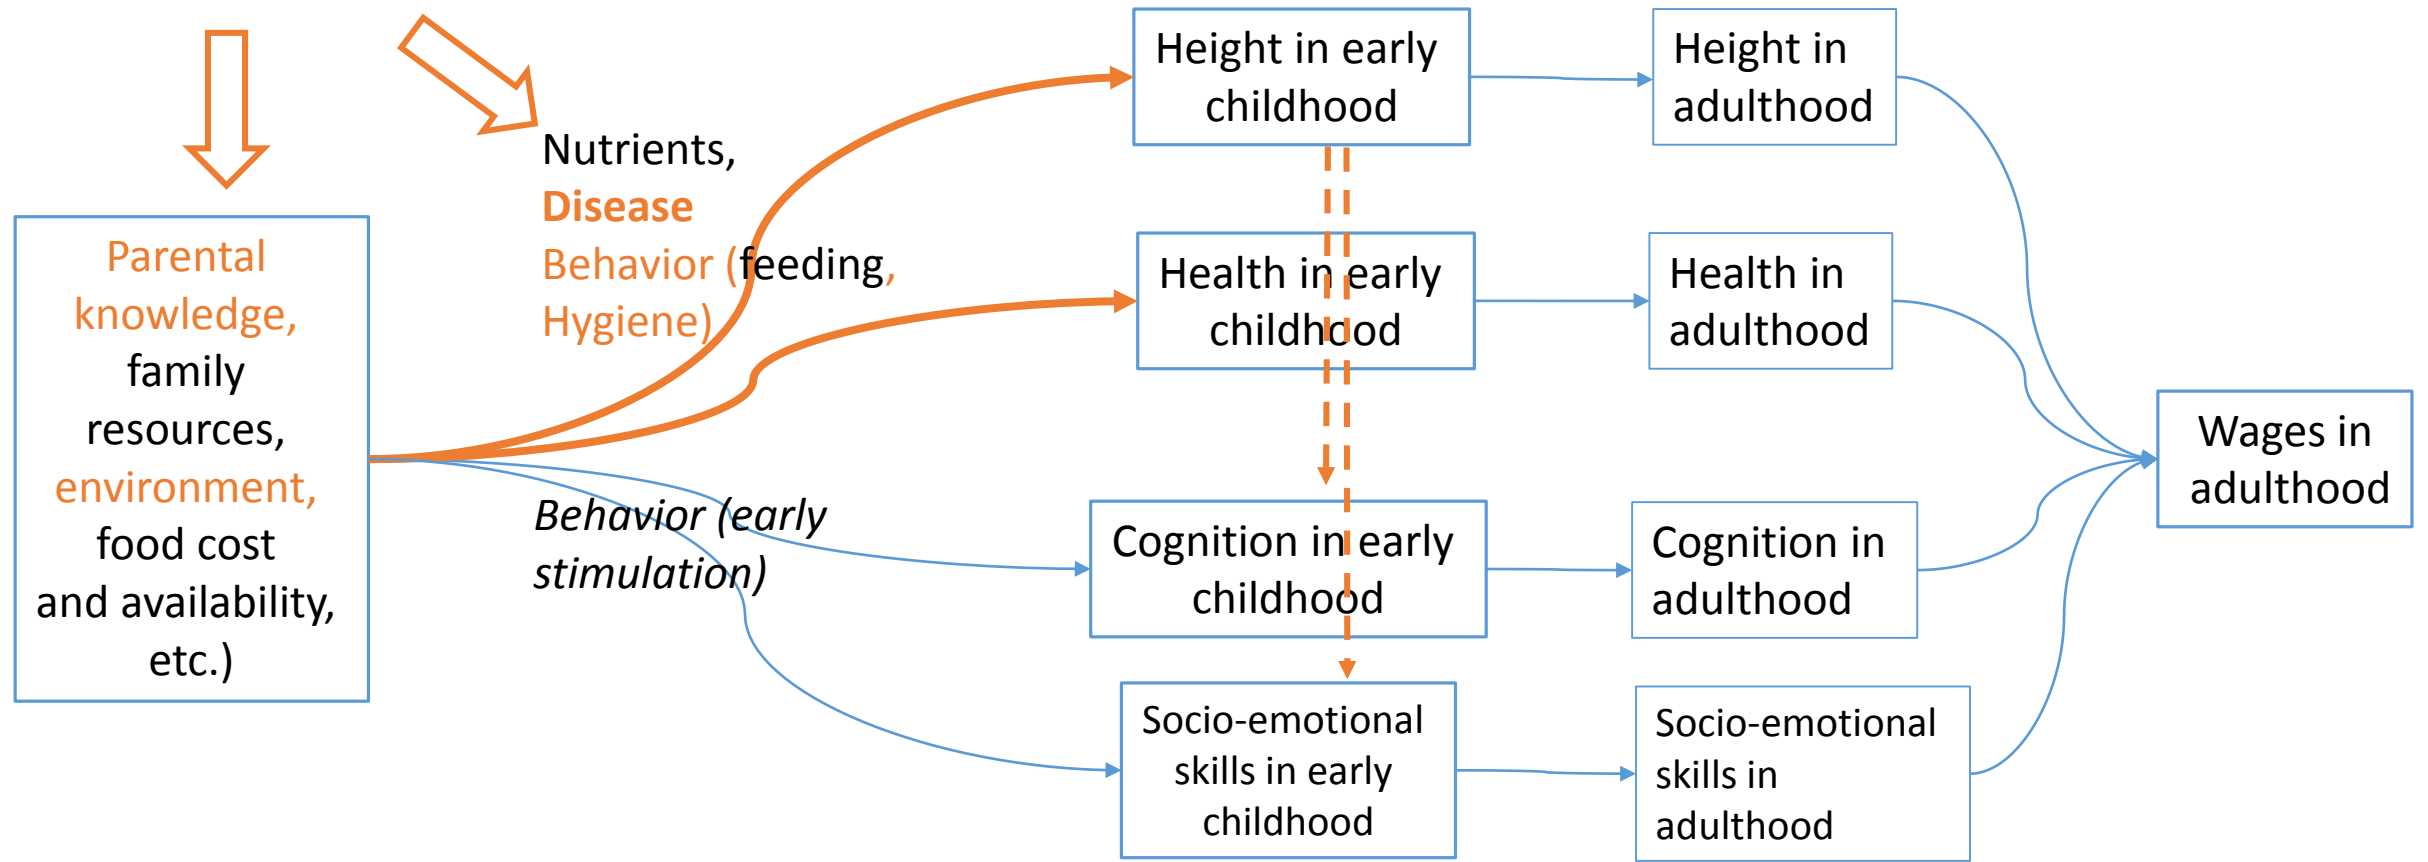 Parental
knowledge,
family
resources,
environment,
food cost
and availability,
etc.)
Nutrients,
Disease
Behavior (feeding,
Hygiene)
Behavior (early
stimulation)
Height in early
childhood
Health in early
childhood
Cognition in early
childhood
Socio-emotional
skills in early
childhood
Height in
adulthood
Health in
adulthood
Cognition in
adulthood
Socio-emotional
skills in
adulthood
Wages in
adulthood